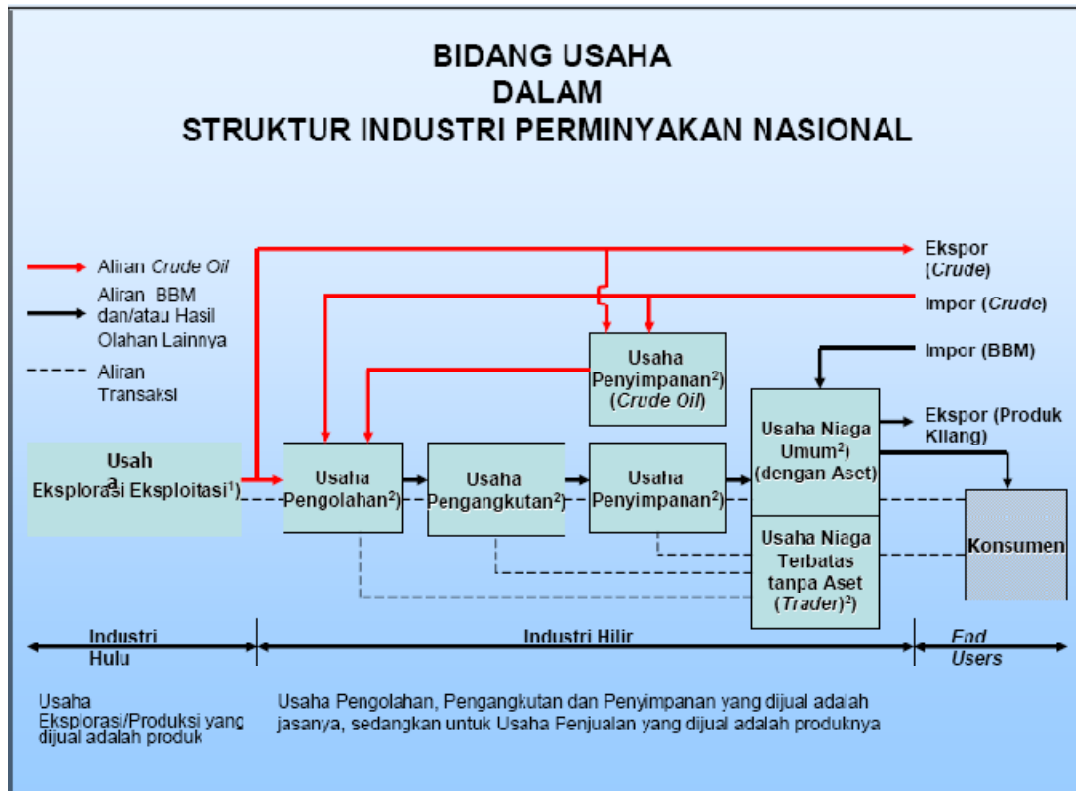 BIDANG USAHA
DALAM
STRUKTUR INDUSTRI PERMINYAKAN NASIONAL
Aliran Crude Oil
Aliran BBM
dan/atau Hasil
Olahan Lainnya
Aliran
Transaksi
Ekspor
(Crude)
Impor (Crude)
Impor (BBM)
Ekspor (Produk
Kilang)
Usaha
Penyimpanan²)
(Crude Oil)
Usah
a
Eksplorasi Eksploitasi¹)
Usaha
Pengolahan²)
Usaha
Pengangkutan²)
Usaha
Penyimpanan²)
Usaha Niaga
Umum²)
(dengan Aset)
Usaha Niaga
Terbatas
tanpa Aset
(Trader)²)
Konsumen
Industri
Hulu
Industri Hilir
End
Users
Usaha
Eksplorasi/Produksi yang
dijual adalah produk
Usaha Pengolahan, Pengangkutan dan Penyimpanan yang dijual adalah
jasanya, sedangkan untuk Usaha Penjualan yang dijual adalah produknya